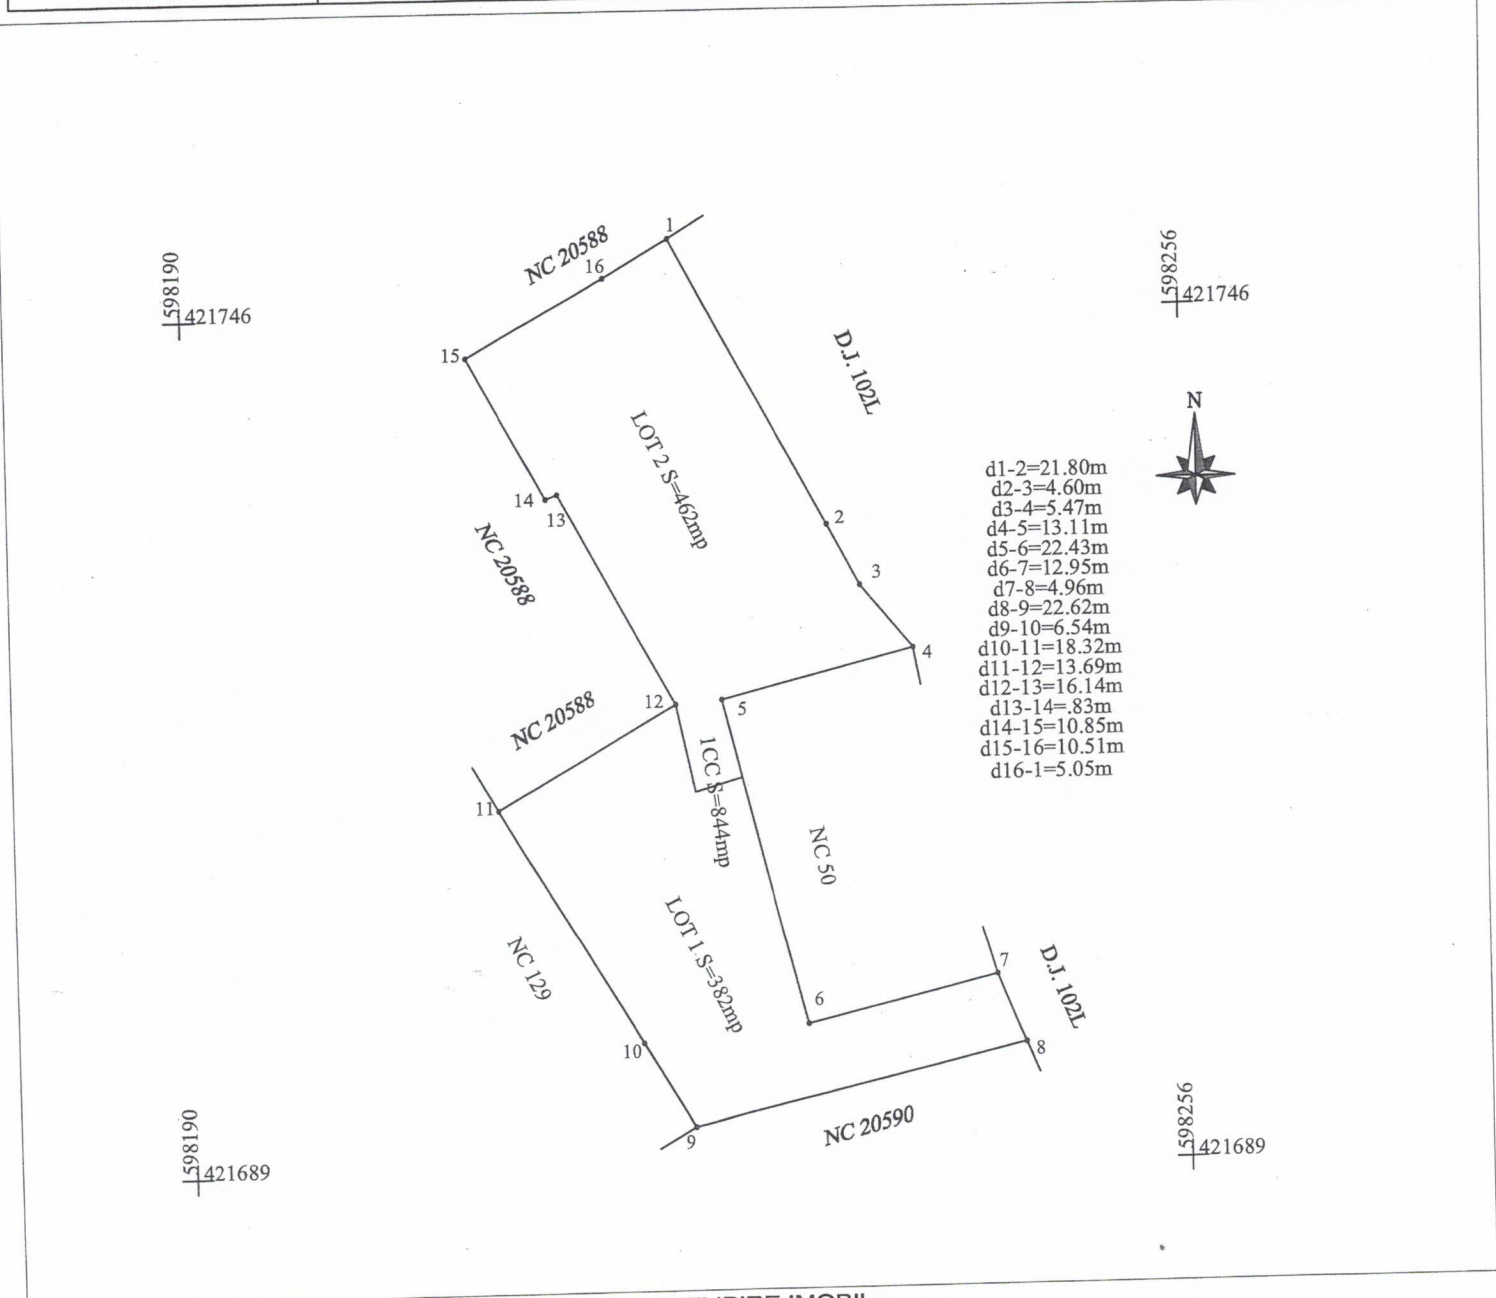 1
NC 20588
16
598190
421746
598256
421746
15
D.J. 102L
N
LOT 2 S=462mp
14
13
2
3
NC 20588
4
d1-2=21.80m
d2-3=4.60m
d3-4=5.47m
d4-5=13.11m
d5-6=22.43m
d6-7=12.95m
d7-8=4.96m
d8-9=22.62m
d9-10=6.54m
d10-11=18.32m
d11-12=13.69m
d12-13=16.14m
d13-14=.83m
d14-15=10.85m
d15-16=10.51m
d16-1=5.05m
12
5
NC 20588
1CC S=844mp
11
NC 50
LOT 1 S=382mp
NC 129
7
D.J. 102L
6
10
8
9
NC 20590
598190
421689
598256
421689